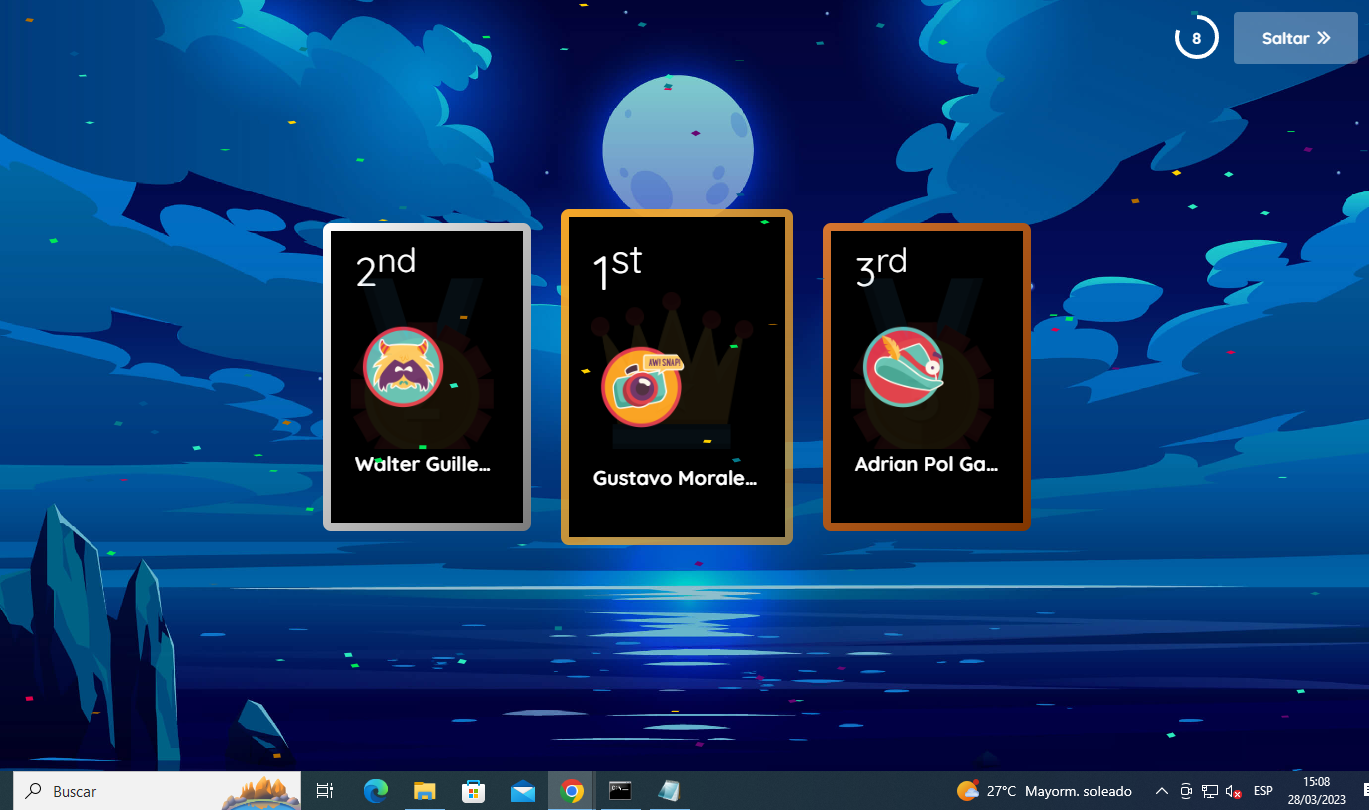 8
Saltar
2nd
1st
3rd
AW! SNAP!
Walter Guille...
Gustavo Morale...
Adrian Pol Ga...
Buscar
27°C Mayorm. soleado
ESP
15:08
28/03/2023